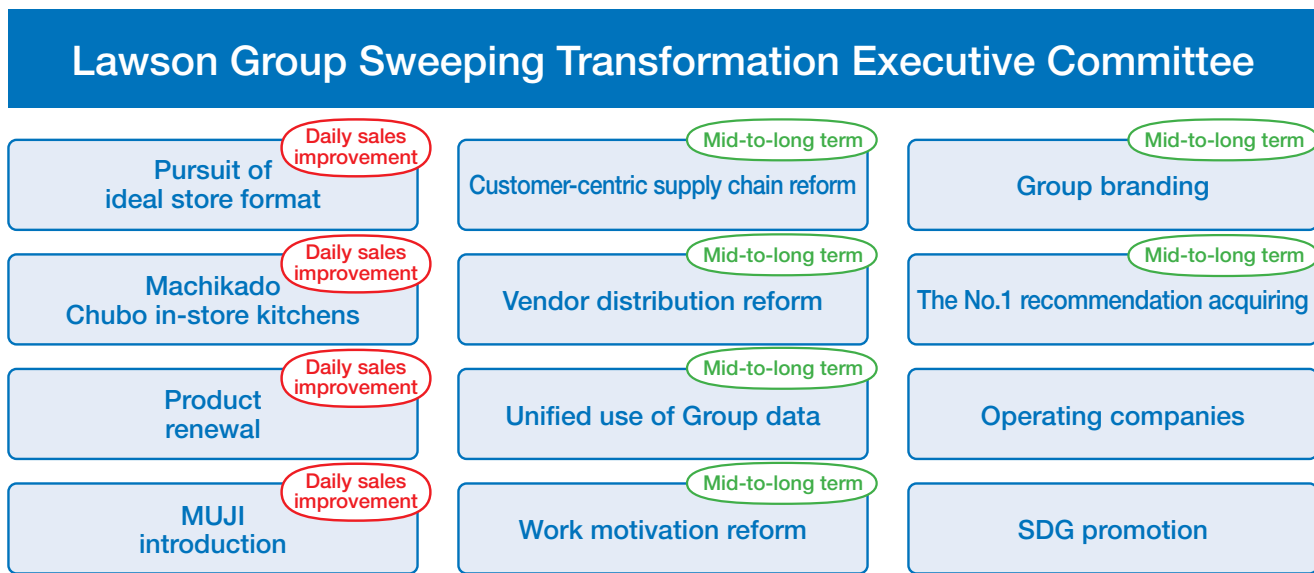 Lawson Group Sweeping Transformation Executive Committee
Daily sales
improvement
Pursuit of
ideal store format
Mid-to-long term
Customer-centric supply chain reform
Mid-to-long term
Group branding
Daily sales
improvement
Machikado
Chubo in-store kitchens
Mid-to-long term
Vendor distribution reform
Mid-to-long term
The No.1 recommendation acquiring
Daily sales
improvement
Product
renewal
Mid-to-long term
Unified use of Group data
Operating companies
Daily sales
improvement
MUJI
introduction
Mid-to-long term
Work motivation reform
SDG promotion